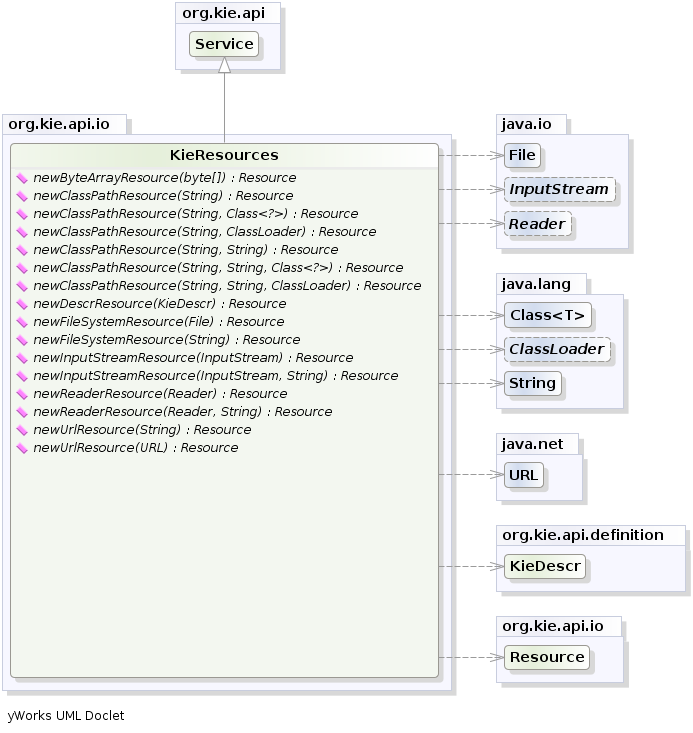 org.kie.api
Service
org.kie.api.io
KieResources
newByteArrayResource(byte[]) : Resource
newClassPathResource(String) : Resource
newClassPathResource(String, Class<?>) : Resource
newClassPathResource(String, ClassLoader) : Resource
newClassPathResource(String, String) : Resource
newClassPathResource(String, String, Class<?>) : Resource
newClassPathResource(String, String, ClassLoader) : Resource
newDescrResource(KieDescr) : Resource
newFileSystemResource(File) : Resource
newFileSystemResource(String) : Resource
newInputStreamResource(InputStream) : Resource
newInputStreamResource(InputStream, String) : Resource
newReaderResource(Reader) : Resource
newReaderResource(Reader, String) : Resource
newUrlResource(String) : Resource
newUrlResource(URL) : Resource
java.io
File
InputStream
Reader
java.lang
Class<T>
ClassLoader
String
java.net
URL
org.kie.api.definition
KieDescr
org.kie.api.io
Resource
yWorks UML Doclet